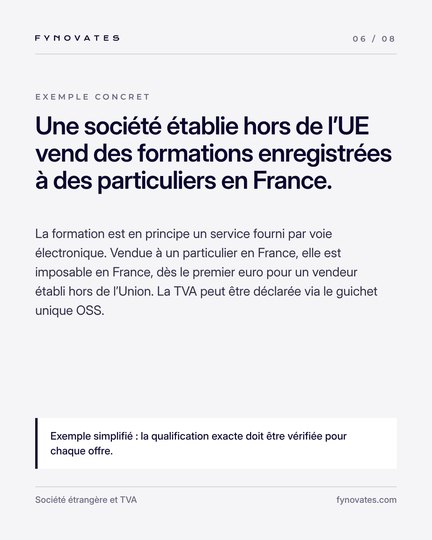 FYNOVATES
06 / 08
EXEMPLE CONCRET
Une société établie hors de l’UE
vend des formations enregistrées
à des particuliers en France.
La formation est en principe un service fourni par voie
électronique. Vendue à un particulier en France, elle est
imposable en France, dès le premier euro pour un vendeur
établi hors de l’Union. La TVA peut être déclarée via le guichet
unique OSS.
Exemple simplifié : la qualification exacte doit être vérifiée pour
chaque offre.
Société étrangère et TVA
fynovates.com